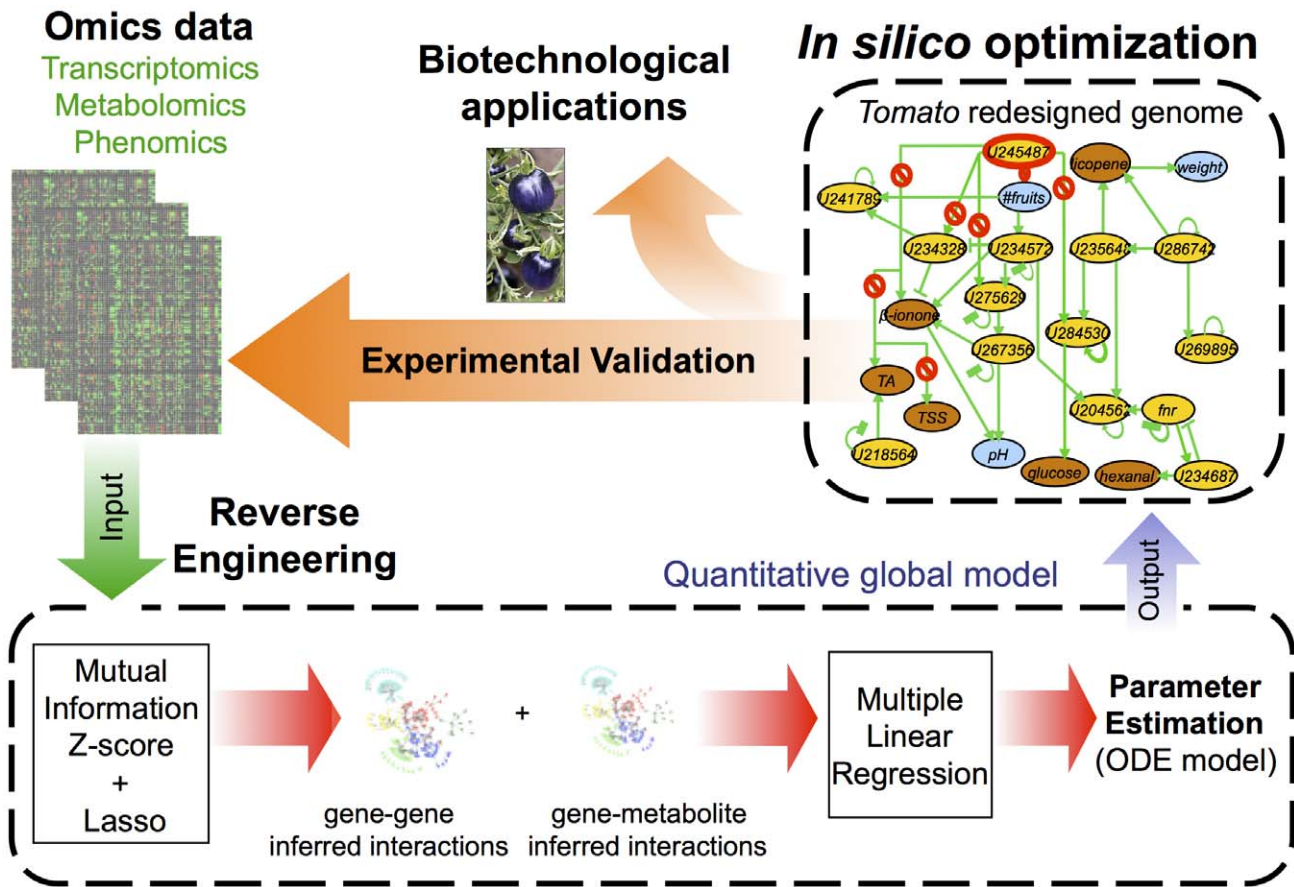 Omics data
Transcriptomics
Metabolomics
Phenomics
Biotechnological
applications
In silico optimization
Tomato redesigned genome
U245487
licopene
weight
U241789
#fruits
U234328
U234572
U235648
U286742
U275629
β-ionone
U284530
U267356
U269895
TA
TSS
U204562
fnr
U218564
pH
glucose
hexanal
U234687
Experimental Validation
Input
Reverse
Engineering
Quantitative global model
Output
Mutual
Information
Z-score
+
Lasso
+
gene-gene
inferred interactions
gene-metabolite
inferred interactions
Multiple
Linear
Regression
Parameter
Estimation
(ODE model)